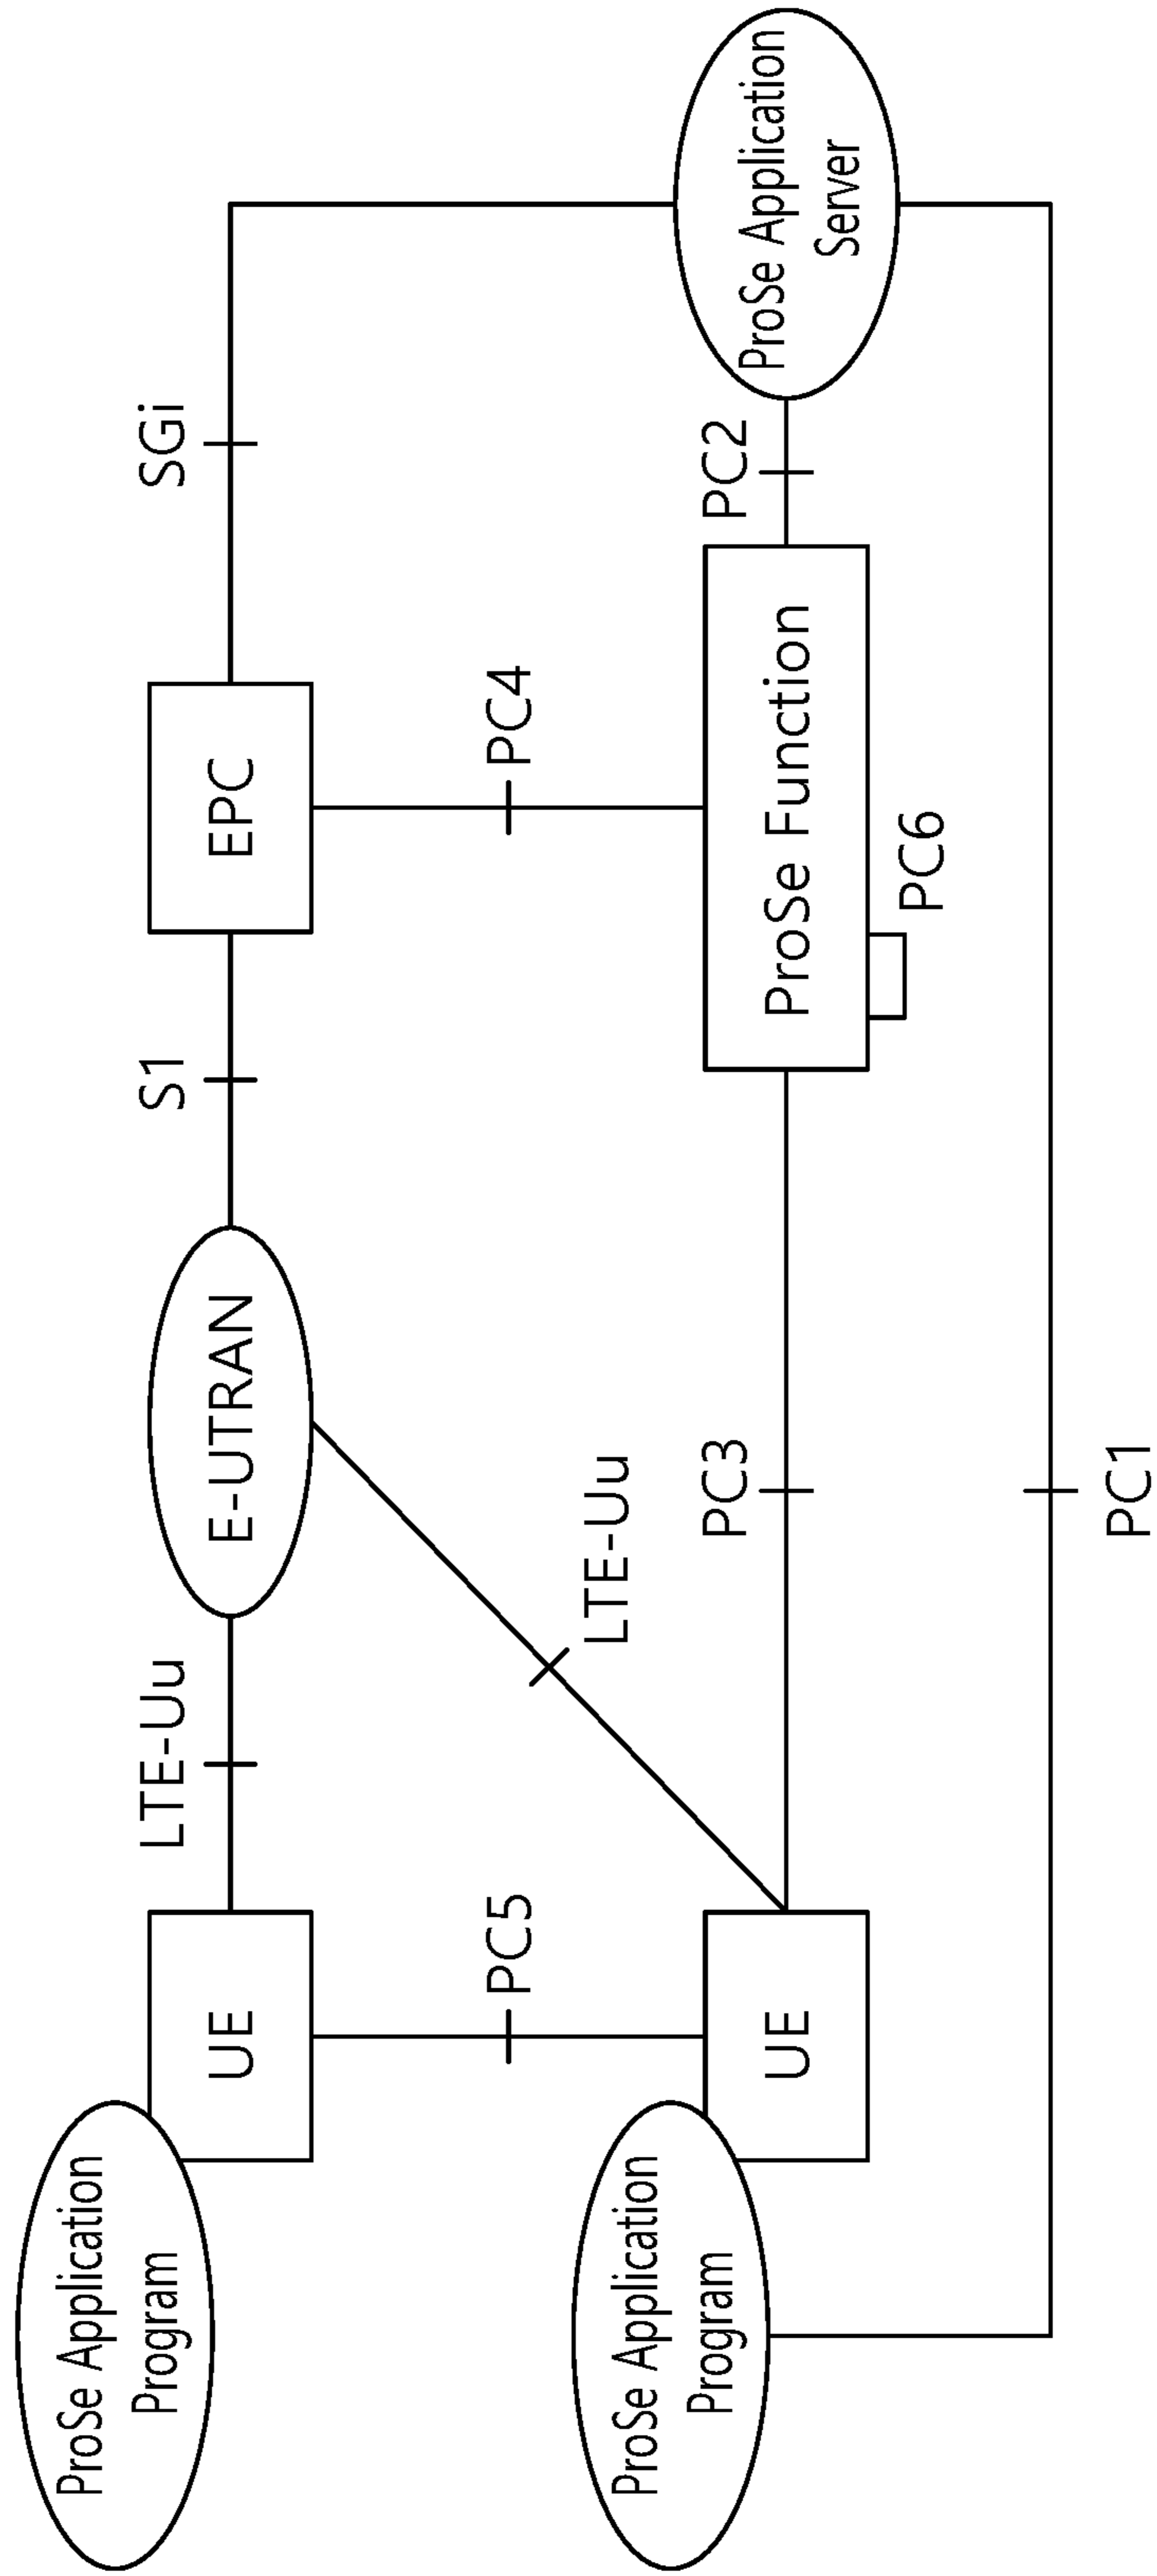 ProSe Application
Program
UE
LTE-Uu
E-UTRAN
S1
EPC
SGi
PC5
LTE-Uu
PC4
ProSe Application
Program
UE
PC3
ProSe Function
PC2
ProSe Application
Server
PC6
PC1